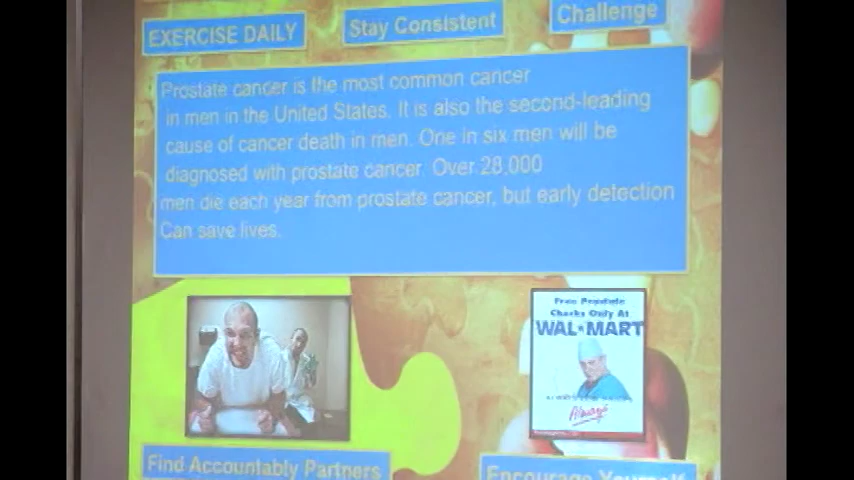 EXERCISE DAILY
Stay Consistent
Challenge
Prostate cancer is the most common cancer
in men in the United States. It is also the second-leading
cause of cancer death in men. One in six men will be
diagnosed with prostate cancer. Over 28,000
men die each year from prostate cancer, but early detection
Can save lives.
Free Prostate
Checks Only At
WAL★MART
Always
Find Accountably Partners
Encourage Yourself